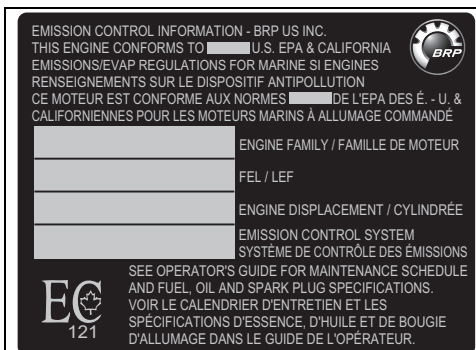 EMISSION CONTROL INFORMATION - BRP US INC.
THIS ENGINE CONFORMS TO U.S. EPA & CALIFORNIA
EMISSIONS/EVAP REGULATIONS FOR MARINE SI ENGINES
RENSEIGNEMENTS SUR LE DISPOSITIF ANTIPOLLUTION
CE MOTEUR EST CONFORME AUX NORMES DE L'EPA DES É. - U. &
CALIFORNIENNES POUR LES MOTEURS MARINS À ALLUMAGE COMMANDÉ
BRP
ENGINE FAMILY / FAMILLE DE MOTEUR
FEL / LEF
ENGINE DISPLACEMENT / CYLINDRÉE
EMISSION CONTROL SYSTEM
SYSTÈME DE CONTRÔLE DES ÉMISSIONS
EC
121
SEE OPERATOR'S GUIDE FOR MAINTENANCE SCHEDULE
AND FUEL, OIL AND SPARK PLUG SPECIFICATIONS.
VOIR LE CALENDRIER D'ENTRETIEN ET LES
SPÉCIFICATIONS D'ESSENCE, D'HUILE ET DE BOUGIE
D'ALLUMAGE DANS LE GUIDE DE L'OPÉRATEUR.